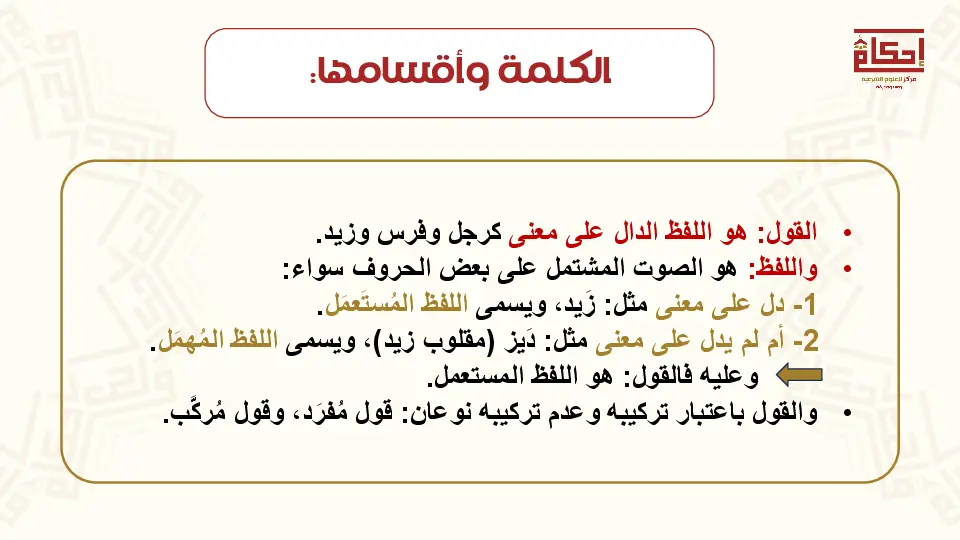 إحكام
مركز للعلوم الشرعية
الكلمة وأقسامها:
• القول: هو اللفظ الدال على معنى كرجل وفرس وزيد.
• واللفظ: هو الصوت المشتمل على بعض الحروف سواء:
1- دل على معنى مثل: زَيد، ويسمى اللفظ المُستَعمَل.
2- أم لم يدل على معنى مثل: دَيز (مقلوب زيد)، ويسمى اللفظ المُهمَل.
وعليه فالقول: هو اللفظ المستعمل.
• والقول باعتبار تركيبه وعدم تركيبه نوعان: قول مُفرَد، وقول مُركَّب.